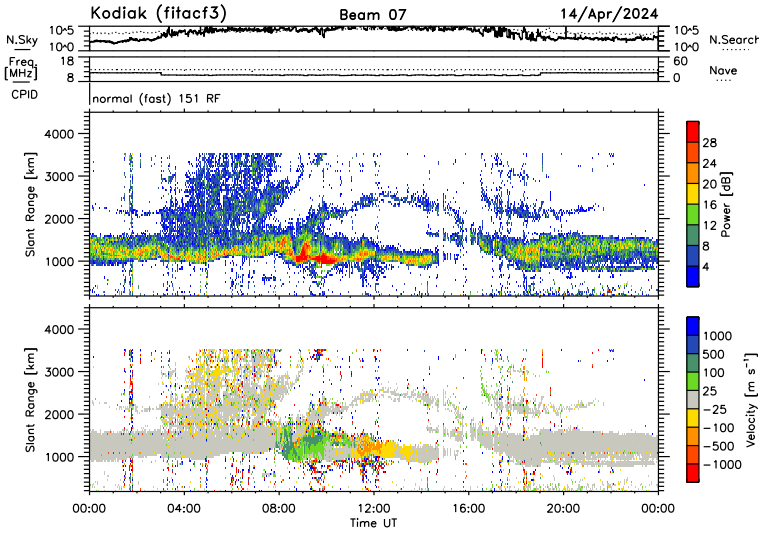 Kodiak (fitacf3) Beam 07 14/Apr/2024
N.Sky 10^5 10^0 10^5 10^0 N.Search
Freq. [MHz] 18 8 60 0 Nave
CPID normal (fast) 151 RF
Slant Range [km] 4000 3000 2000 1000
28 24 20 16 12 8 4 Power [dB]
Slant Range [km] 4000 3000 2000 1000
1000 500 100 25 −25 −100 −500 −1000 Velocity [m s⁻¹]
00:00 04:00 08:00 12:00 16:00 20:00 00:00
Time UT